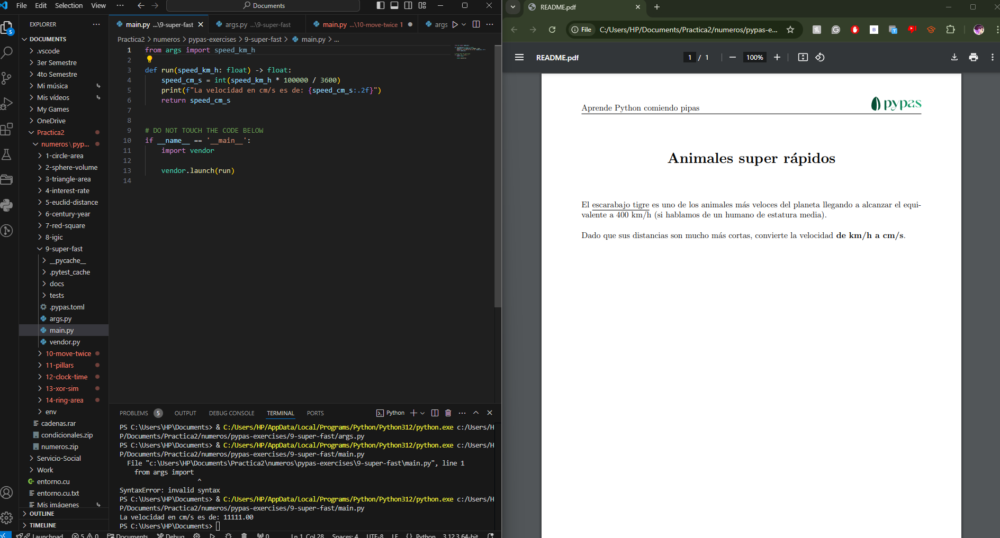 File Edit Selection View ··· Documents
EXPLORER
DOCUMENTS
.vscode
3er Semestre
4to Semestre
Mi música
Mis vídeos
My Games
OneDrive
Practica2
numeros\pyp...
1-circle-area
2-sphere-volume
3-triangle-area
4-interest-rate
5-euclid-distance
6-century-year
7-red-square
8-igic
9-super-fast
__pycache__
.pytest_cache
docs
tests
.pypas.toml
args.py
main.py
vendor.py
10-move-twice
11-pillars
12-clock-time
13-xor-sim
14-ring-area
env
cadenas.rar
condicionales.zip
numeros.zip
Servicio-Social
Work
entorno.cu
entorno.cu.txt
Mis imágenes
OUTLINE
TIMELINE
5
main.py ...\9-super-fast args.py ...\9-super-fast main.py ...\10-move-twice 1 args
Practica2 > numeros > pypas-exercises > 9-super-fast > main.py > ...
1 from args import speed_km_h
2
3 def run(speed_km_h: float) -> float:
4 speed_cm_s = int(speed_km_h * 100000 / 3600)
5 print(f"La velocidad en cm/s es de: {speed_cm_s:.2f}")
6 return speed_cm_s
7
8
9 # DO NOT TOUCH THE CODE BELOW
10 if __name__ == '__main__':
11 import vendor
12
13 vendor.launch(run)
14
PROBLEMS 5 OUTPUT DEBUG CONSOLE TERMINAL PORTS Python
PS C:\Users\HP\Documents> & C:/Users/HP/AppData/Local/Programs/Python/Python312/python.exe c:/Users/H
P/Documents/Practica2/numeros/pypas-exercises/9-super-fast/args.py
PS C:\Users\HP\Documents> & C:/Users/HP/AppData/Local/Programs/Python/Python312/python.exe c:/Users/H
P/Documents/Practica2/numeros/pypas-exercises/9-super-fast/main.py
File "c:\Users\HP\Documents\Practica2\numeros\pypas-exercises\9-super-fast\main.py", line 1
from args import
^
SyntaxError: invalid syntax
PS C:\Users\HP\Documents> & C:/Users/HP/AppData/Local/Programs/Python/Python312/python.exe c:/Users/H
P/Documents/Practica2/numeros/pypas-exercises/9-super-fast/main.py
La velocidad en cm/s es de: 11111.00
PS C:\Users\HP\Documents>
Launchpad 5 0 Documents Debug 0 Ln 1, Col 28 Spaces: 4 UTF-8 LF {} Python 3.12.3 64-bit
README.pdf
File C:/Users/HP/Documents/Practica2/numeros/pypas-e...
README.pdf 1 / 1 100%
Aprende Python comiendo pipas pypas
Animales super rápidos
El escarabajo tigre es uno de los animales más veloces del planeta llegando a alcanzar el equi-
valente a 400 km/h (si hablamos de un humano de estatura media).
Dado que sus distancias son mucho más cortas, convierte la velocidad de km/h a cm/s.